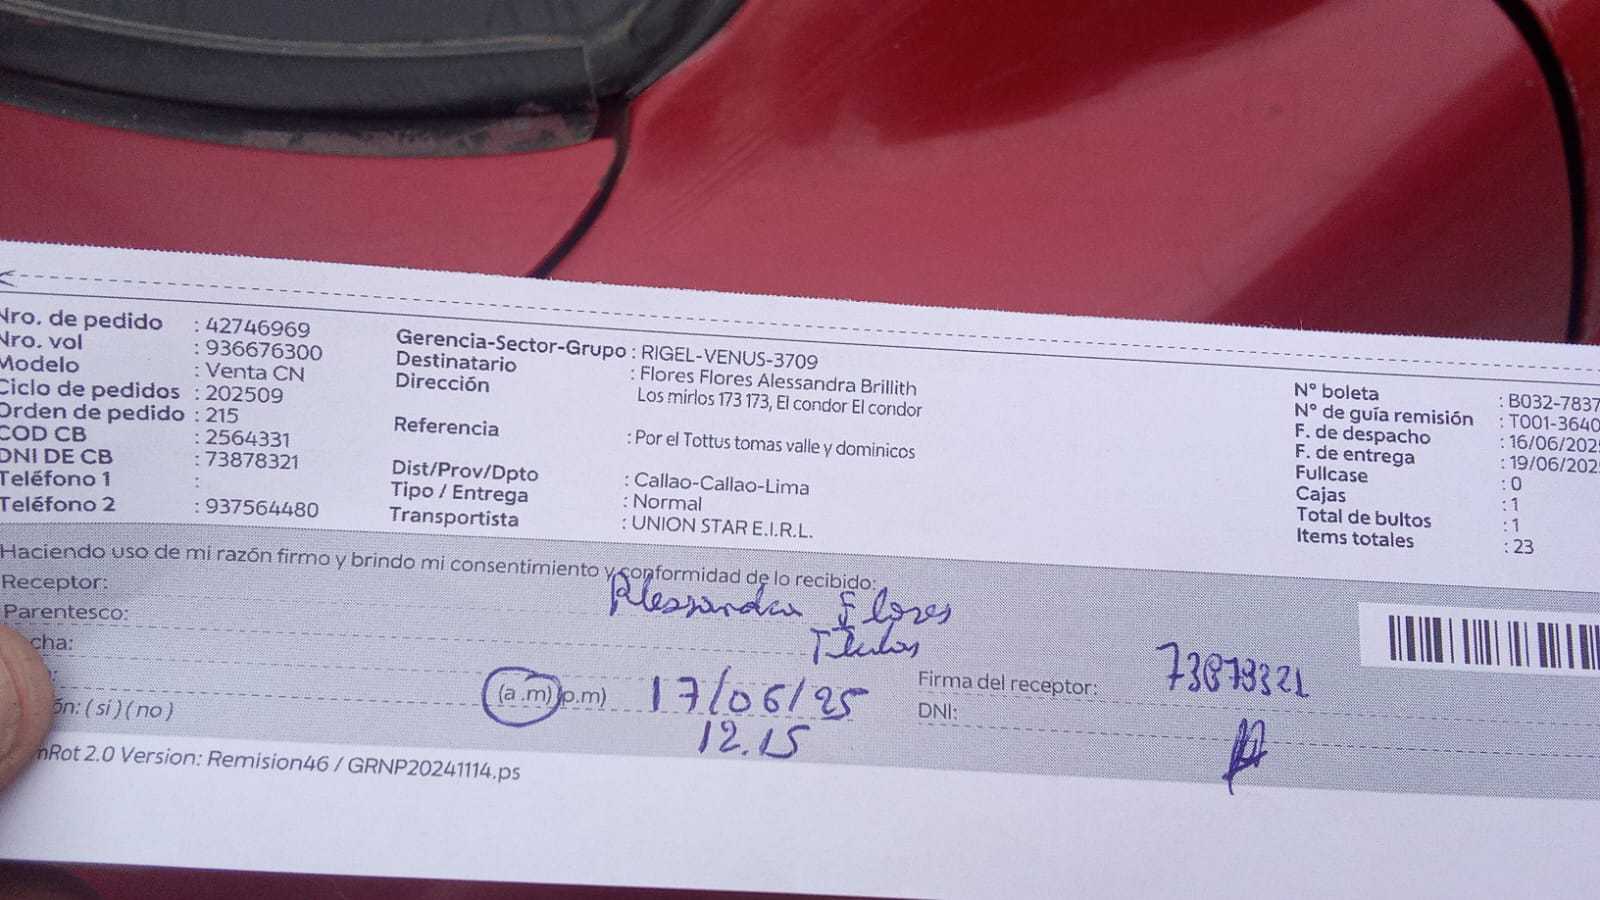 Nro. de pedido : 42746969
Nro. vol : 936676300
Modelo : Venta CN
Ciclo de pedidos : 202509
Orden de pedido : 215
COD CB : 2564331
DNI DE CB : 73878321
Teléfono 1 :
Teléfono 2 : 937564480
Gerencia-Sector-Grupo : RIGEL-VENUS-3709
Destinatario : Flores Flores Alessandra Brillith
Dirección Los mirlos 173 173, El condor El condor
Referencia : Por el Tottus tomas valle y dominicos
Dist/Prov/Dpto : Callao-Callao-Lima
Tipo / Entrega : Normal
Transportista : UNION STAR E.I.R.L.
N° boleta : B032-7837
N° de guía remisión : T001-3640
F. de despacho : 16/06/202
F. de entrega : 19/06/202
Fullcase : 0
Cajas : 1
Total de bultos : 1
Items totales : 23
Haciendo uso de mi razón firmo y brindo mi consentimiento y conformidad de lo recibido:
Receptor: Alessandra Flores
Parentesco:
cha: (a.m) (p.m) 17/06/25
12.15
ón: ( si ) ( no )
Firma del receptor: 73878321
DNI:
nRot 2.0 Version: Remision46 / GRNP20241114.ps